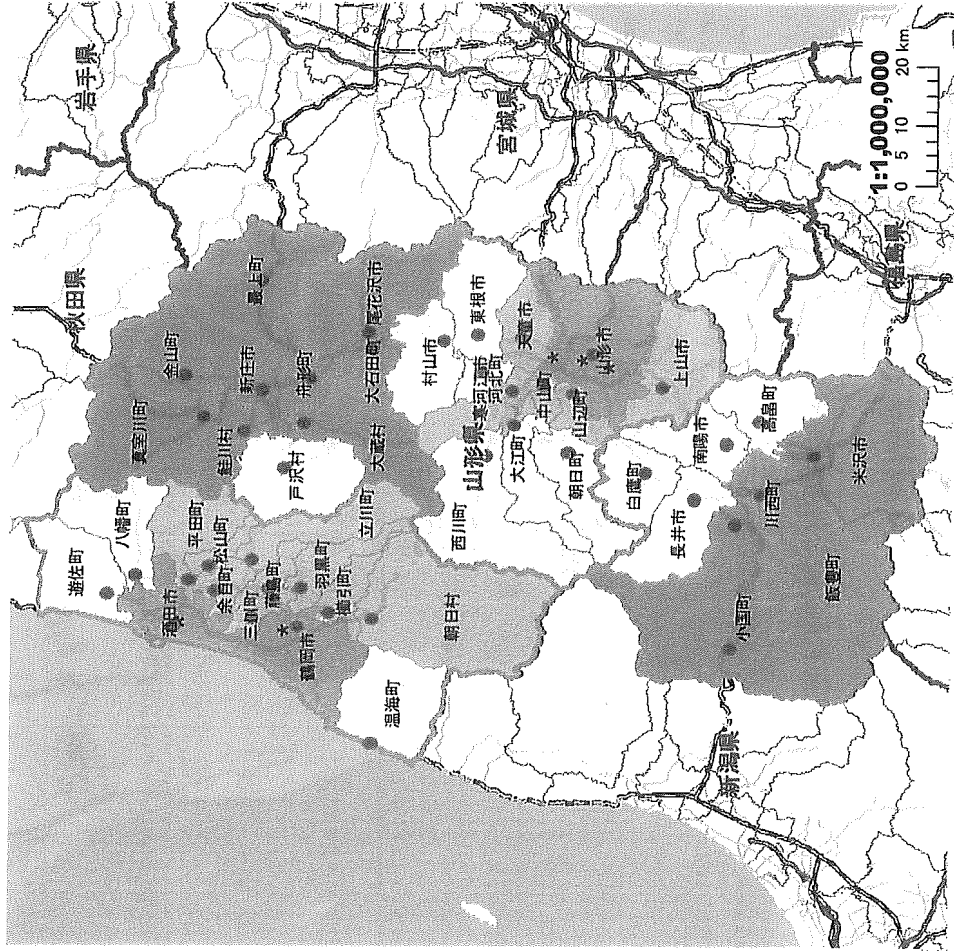 秋田県
岩手県
宮城県
福島県
新潟県
山形県
遊佐町
八幡町
酒田市
平田町
松山町
余目町
三川町
藤島町
羽黒町
櫛引町
鶴岡市
立川町
朝日村
温海町
真室川町
金山町
最上町
新庄市
鮭川村
舟形町
戸沢村
大蔵村
大石田町
尾花沢市
村山市
東根市
天童市
河北町
寒河江市
西川町
大江町
中山町
山辺町
山形市
朝日町
上山市
白鷹町
南陽市
高畠町
長井市
川西町
米沢市
小国町
飯豊町
1:1,000,000
0 5 10 20 km